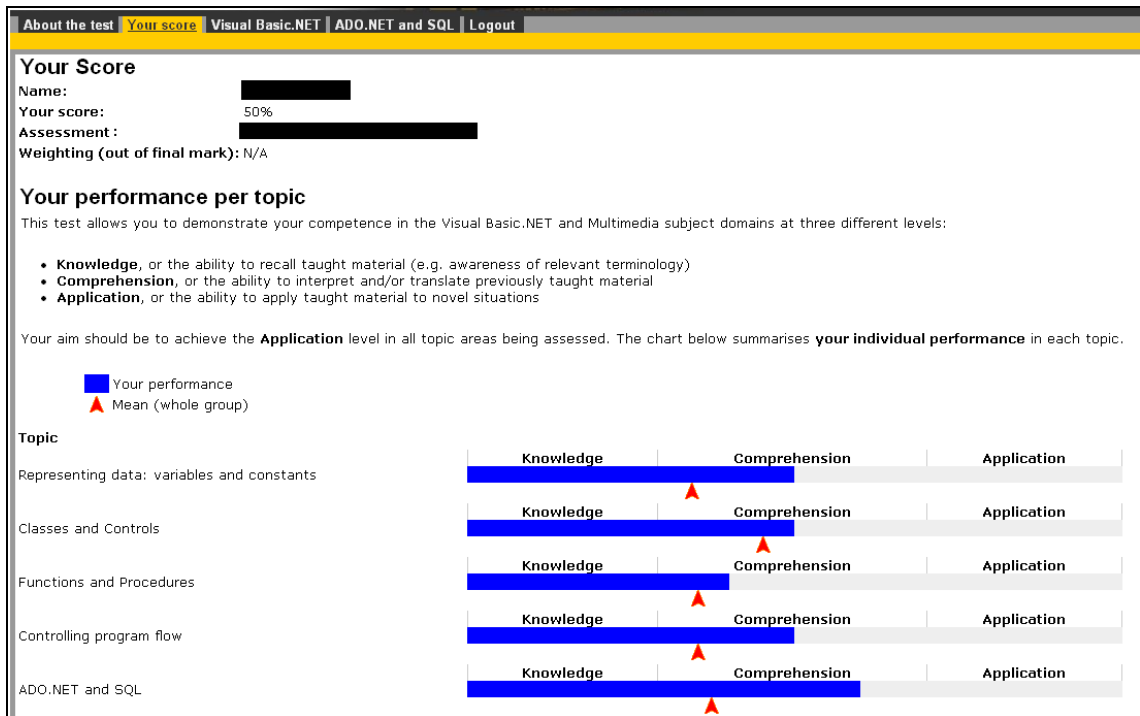 About the test Your score Visual Basic.NET ADO.NET and SQL Logout
Your Score
Name:
Your score: 50%
Assessment :
Weighting (out of final mark): N/A
Your performance per topic
This test allows you to demonstrate your competence in the Visual Basic.NET and Multimedia subject domains at three different levels:
• Knowledge, or the ability to recall taught material (e.g. awareness of relevant terminology)
• Comprehension, or the ability to interpret and/or translate previously taught material
• Application, or the ability to apply taught material to novel situations
Your aim should be to achieve the Application level in all topic areas being assessed. The chart below summarises your individual performance in each topic.
Your performance
Mean (whole group)
Topic
Knowledge Comprehension Application
Representing data: variables and constants
Knowledge Comprehension Application
Classes and Controls
Knowledge Comprehension Application
Functions and Procedures
Knowledge Comprehension Application
Controlling program flow
Knowledge Comprehension Application
ADO.NET and SQL